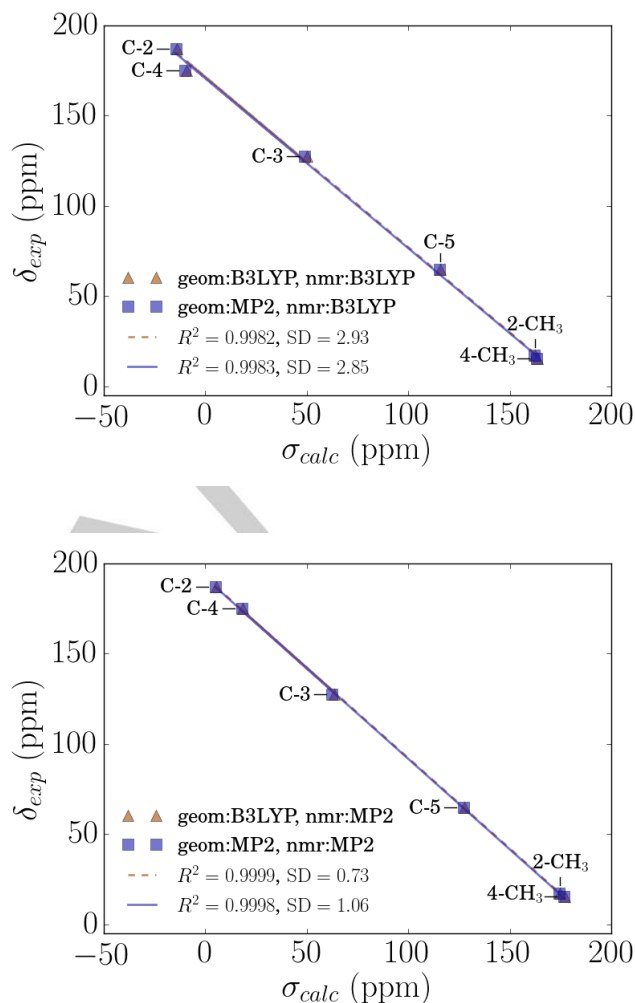 200
C-2
C-4
150
C-3
100
C-5
δexp (ppm)
geom:B3LYP, nmr:B3LYP
geom:MP2, nmr:B3LYP
50
2-CH₃
R² = 0.9982, SD = 2.93
4-CH₃
R² = 0.9983, SD = 2.85
0
−50 0 50 100 150 200
σcalc (ppm)
200
C-2
C-4
150
C-3
100
C-5
δexp (ppm)
geom:B3LYP, nmr:MP2
geom:MP2, nmr:MP2
50
2-CH₃
R² = 0.9999, SD = 0.73
4-CH₃
R² = 0.9998, SD = 1.06
0
−50 0 50 100 150 200
σcalc (ppm)